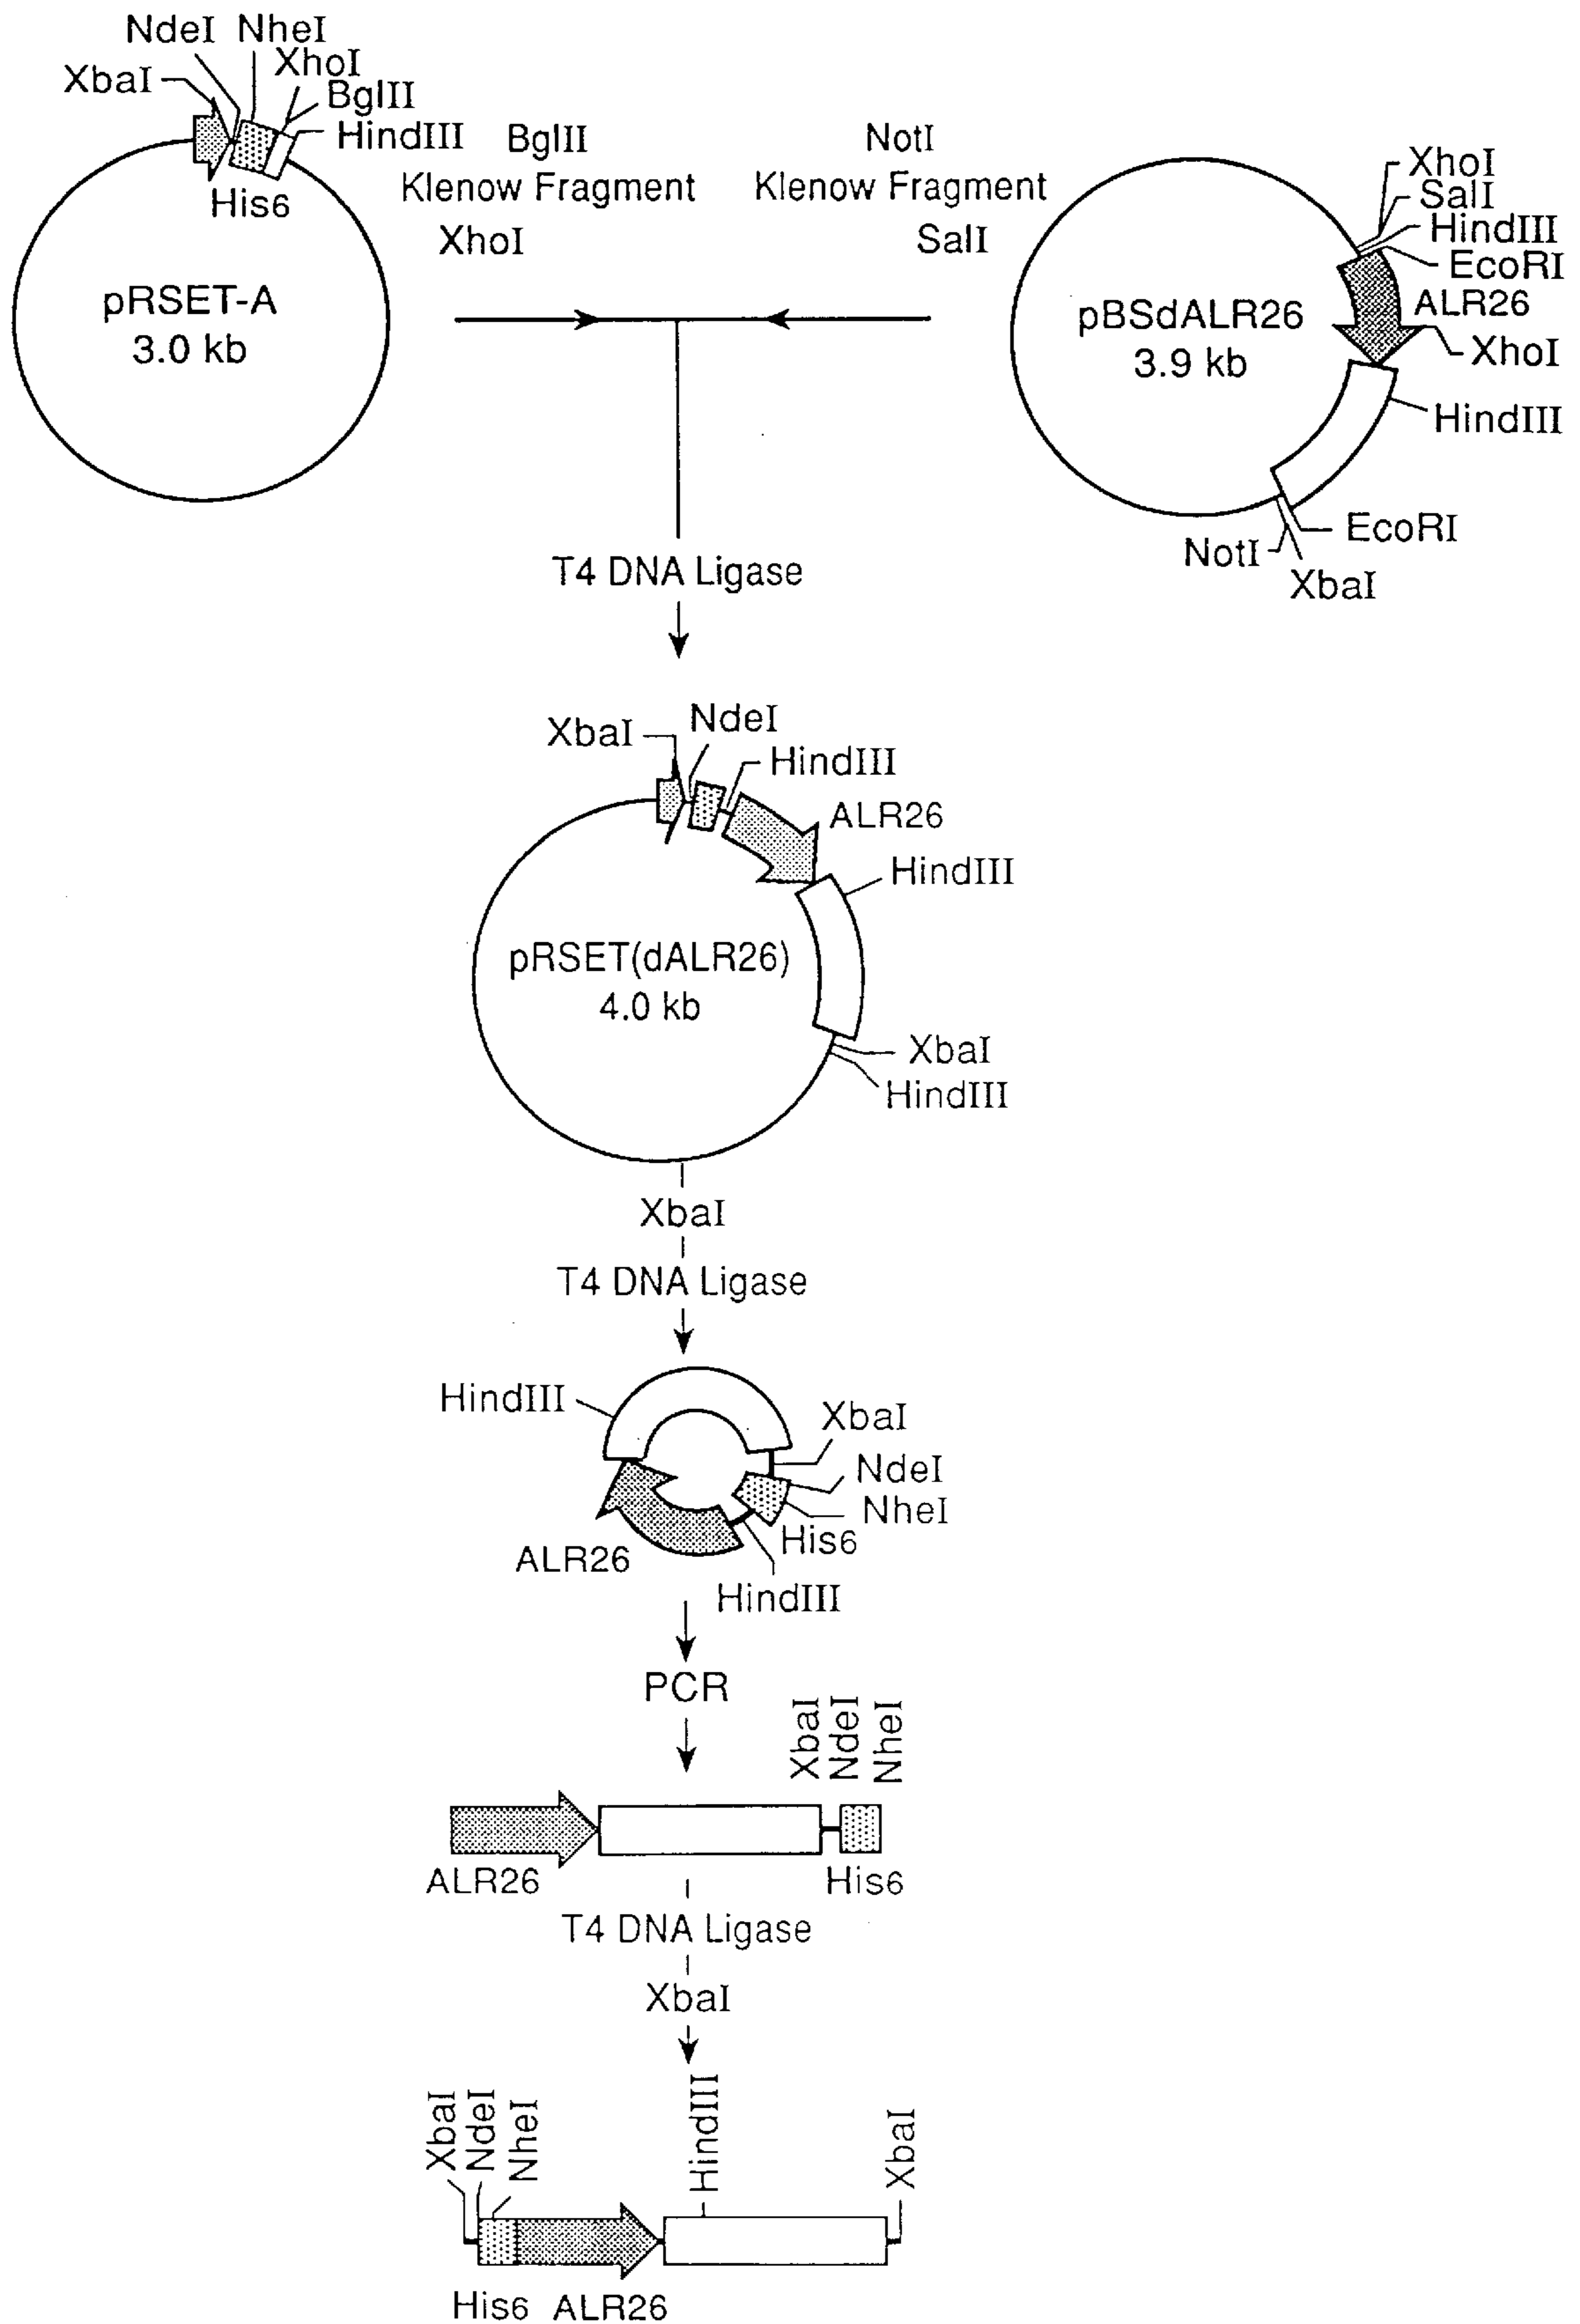 NdeI NheI
XbaI XhoI
BglII
HindIII
His6
pRSET-A
3.0 kb
BglII
Klenow Fragment
XhoI
NotI
Klenow Fragment
SalI
XhoI
SalI
HindIII
EcoRI
ALR26
XhoI
HindIII
pBSdALR26
3.9 kb
EcoRI
NotI
XbaI
T4 DNA Ligase
XbaI
NdeI
HindIII
ALR26
HindIII
pRSET(dALR26)
4.0 kb
XbaI
HindIII
XbaI
T4 DNA Ligase
HindIII
XbaI
NdeI
NheI
His6
ALR26
HindIII
PCR
XbaI
NdeI
NheI
ALR26
His6
T4 DNA Ligase
XbaI
XbaI
NdeI
NheI
HindIII
XbaI
His6 ALR26